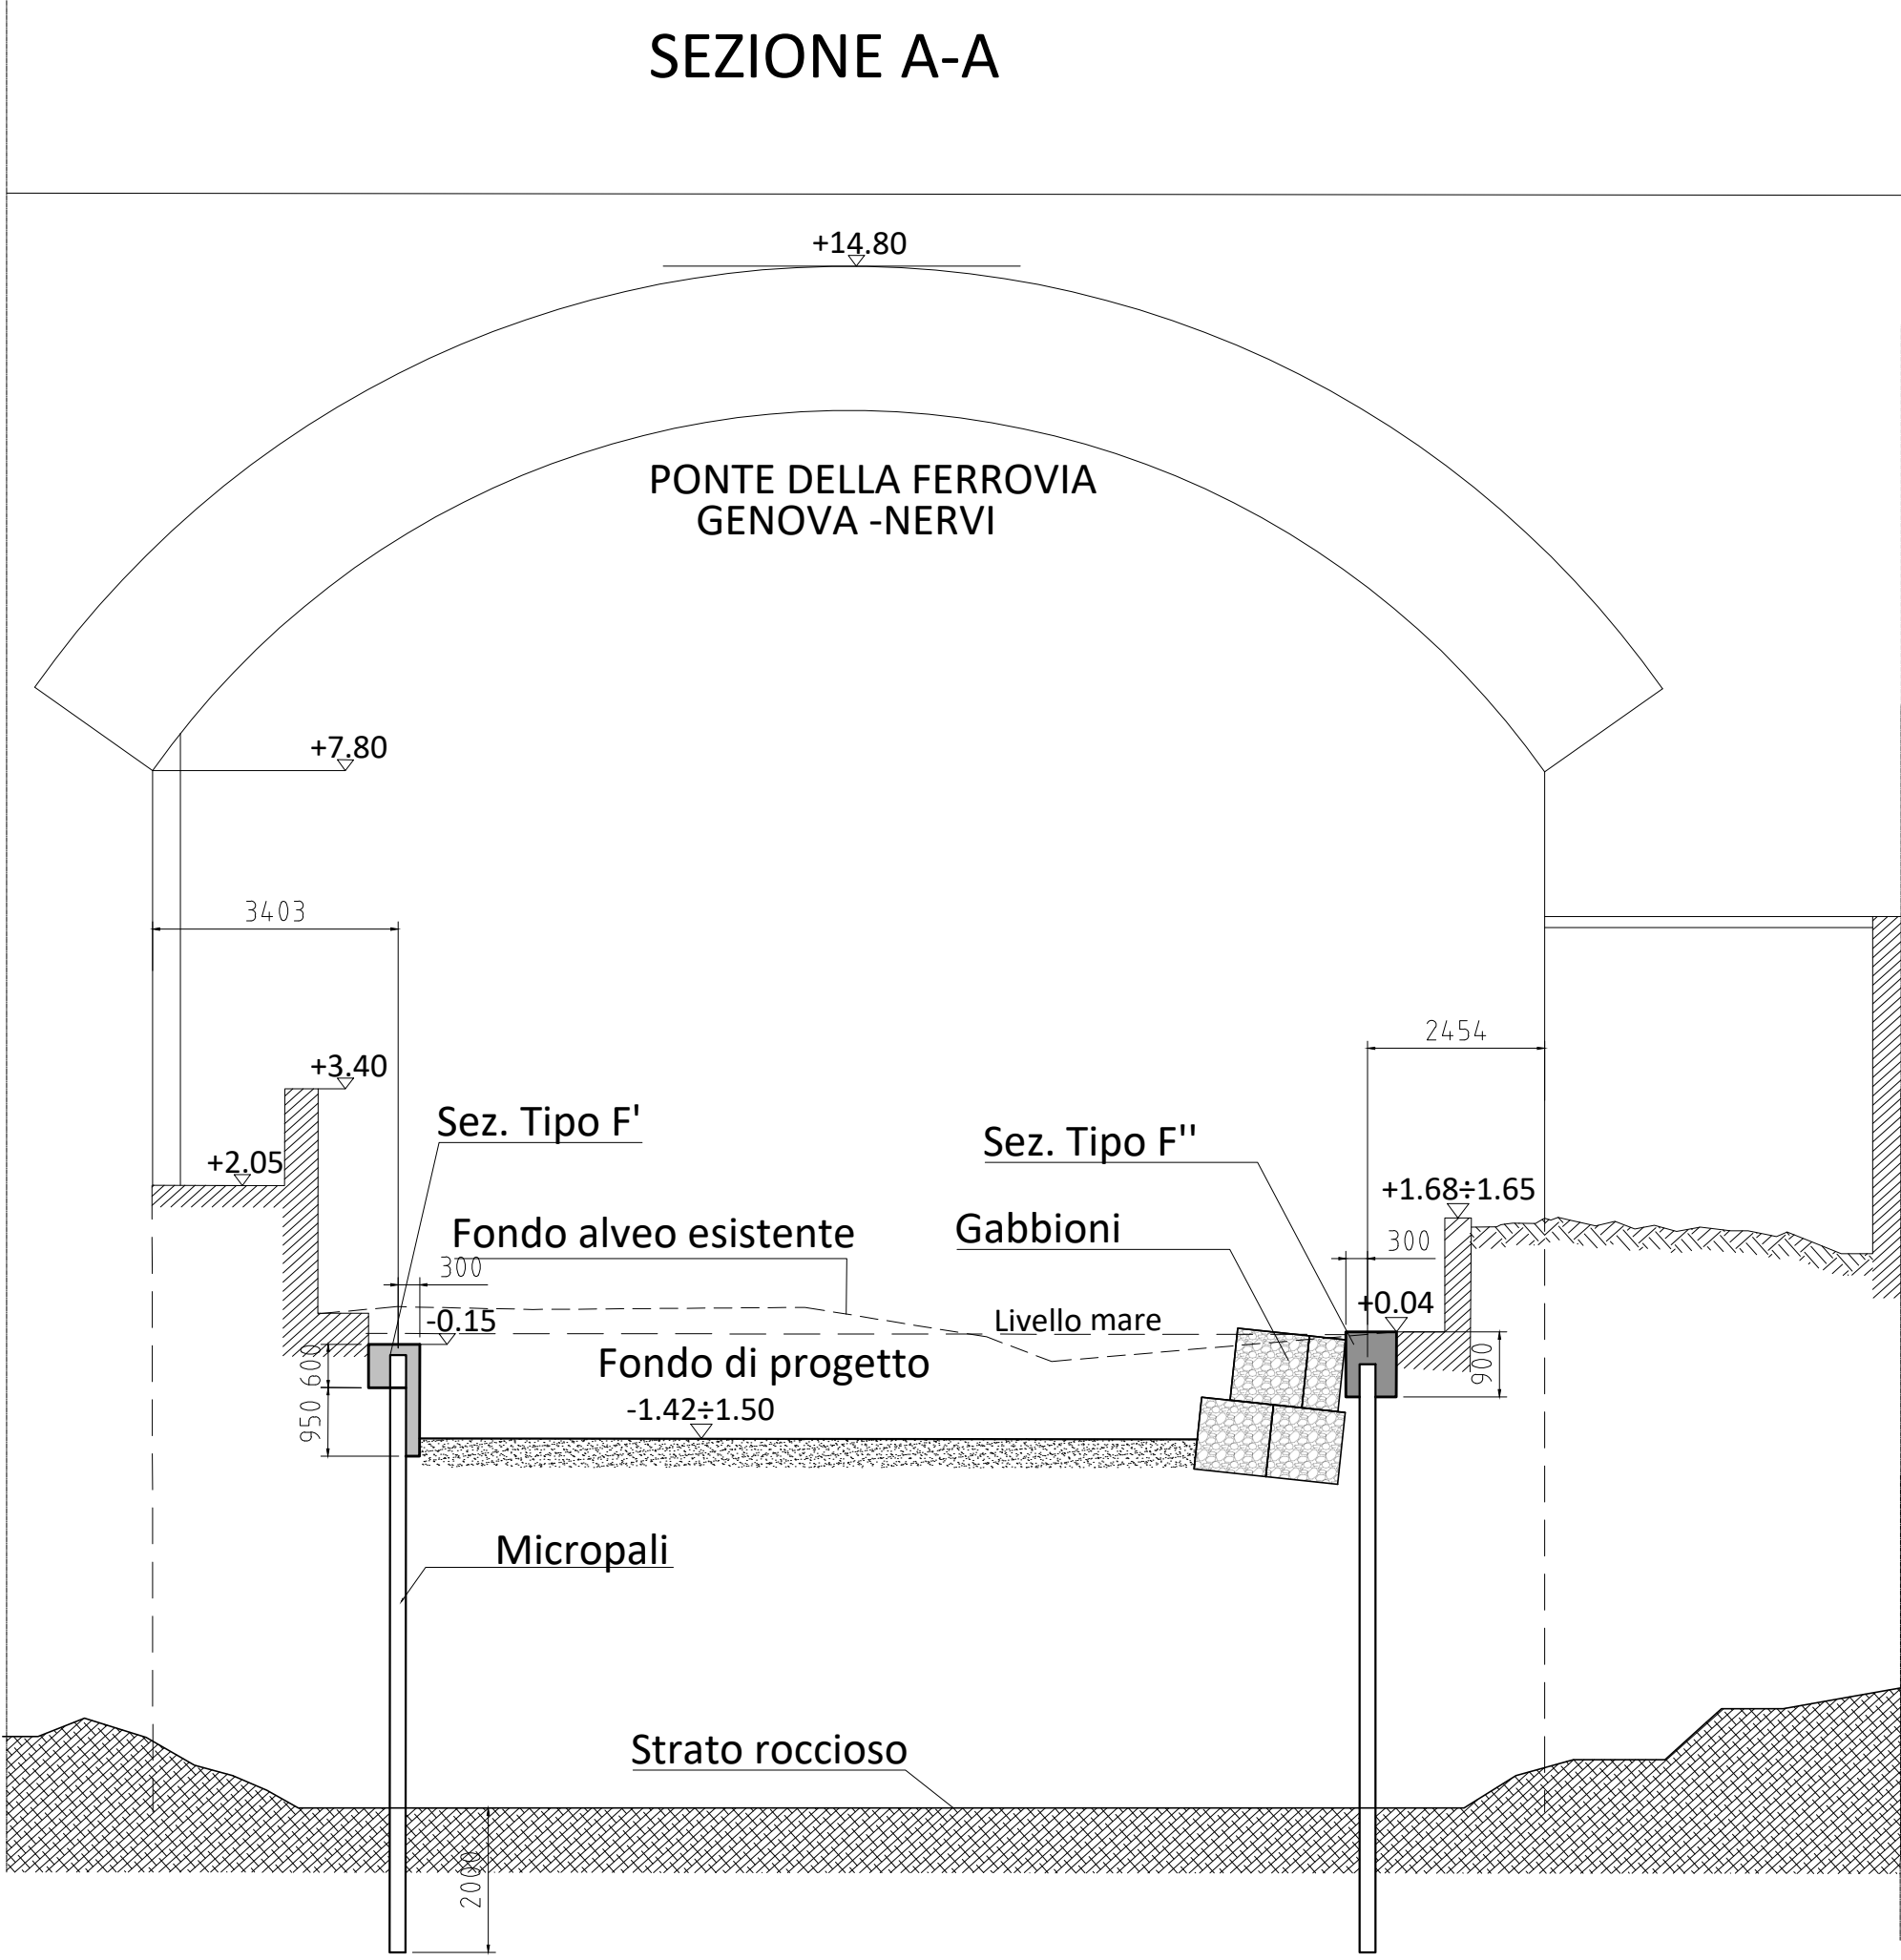 SEZIONE A-A
+14.80
PONTE DELLA FERROVIA
GENOVA -NERVI
+7.80
3403
2454
+3.40
Sez. Tipo F'
Sez. Tipo F''
+2.05
+1.68÷1.65
Fondo alveo esistente
Gabbioni
300
300
-0.15
Livello mare
+0.04
600
Fondo di progetto
900
950
-1.42÷1.50
Micropali
Strato roccioso
2000